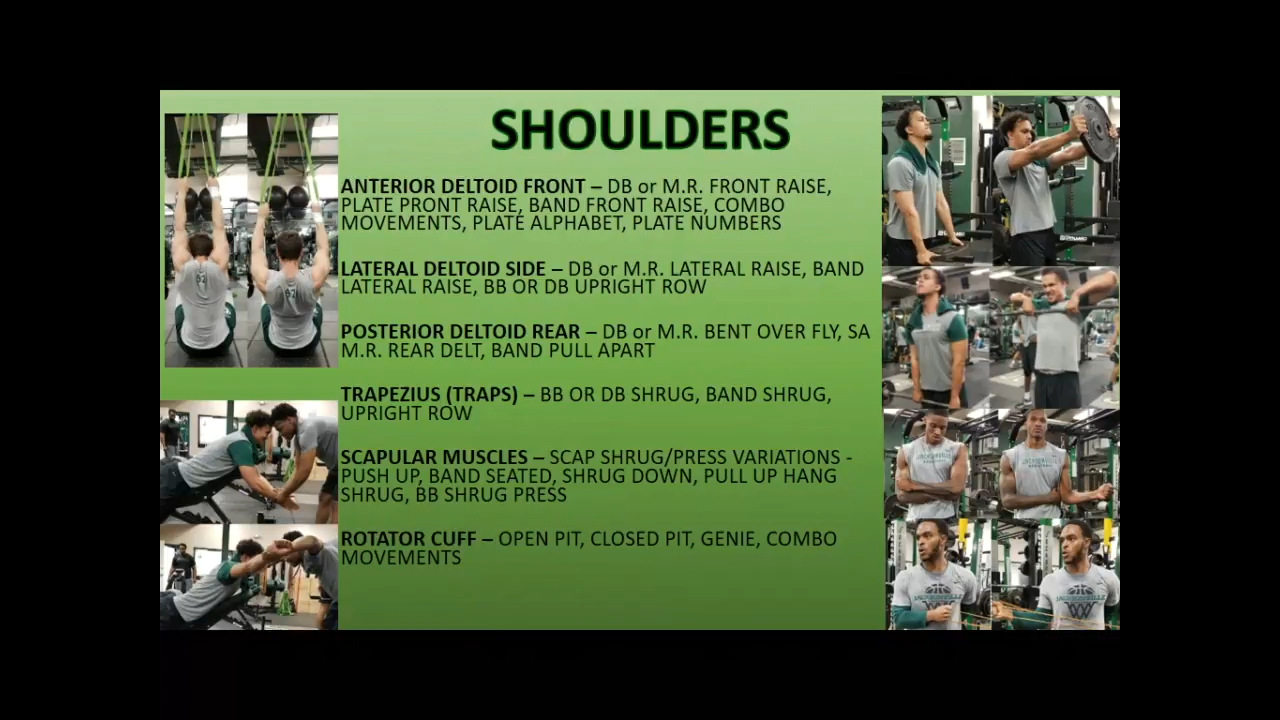 SHOULDERS
ANTERIOR DELTOID FRONT – DB or M.R. FRONT RAISE,
PLATE PRONT RAISE, BAND FRONT RAISE, COMBO
MOVEMENTS, PLATE ALPHABET, PLATE NUMBERS
LATERAL DELTOID SIDE – DB or M.R. LATERAL RAISE, BAND
LATERAL RAISE, BB OR DB UPRIGHT ROW
POSTERIOR DELTOID REAR – DB or M.R. BENT OVER FLY, SA
M.R. REAR DELT, BAND PULL APART
TRAPEZIUS (TRAPS) – BB OR DB SHRUG, BAND SHRUG,
UPRIGHT ROW
SCAPULAR MUSCLES – SCAP SHRUG/PRESS VARIATIONS -
PUSH UP, BAND SEATED, SHRUG DOWN, PULL UP HANG
SHRUG, BB SHRUG PRESS
ROTATOR CUFF – OPEN PIT, CLOSED PIT, GENIE, COMBO
MOVEMENTS
JACKSONVILLE
JACKSONVILLE
JACKSONVILLE
JACKSONVILLE